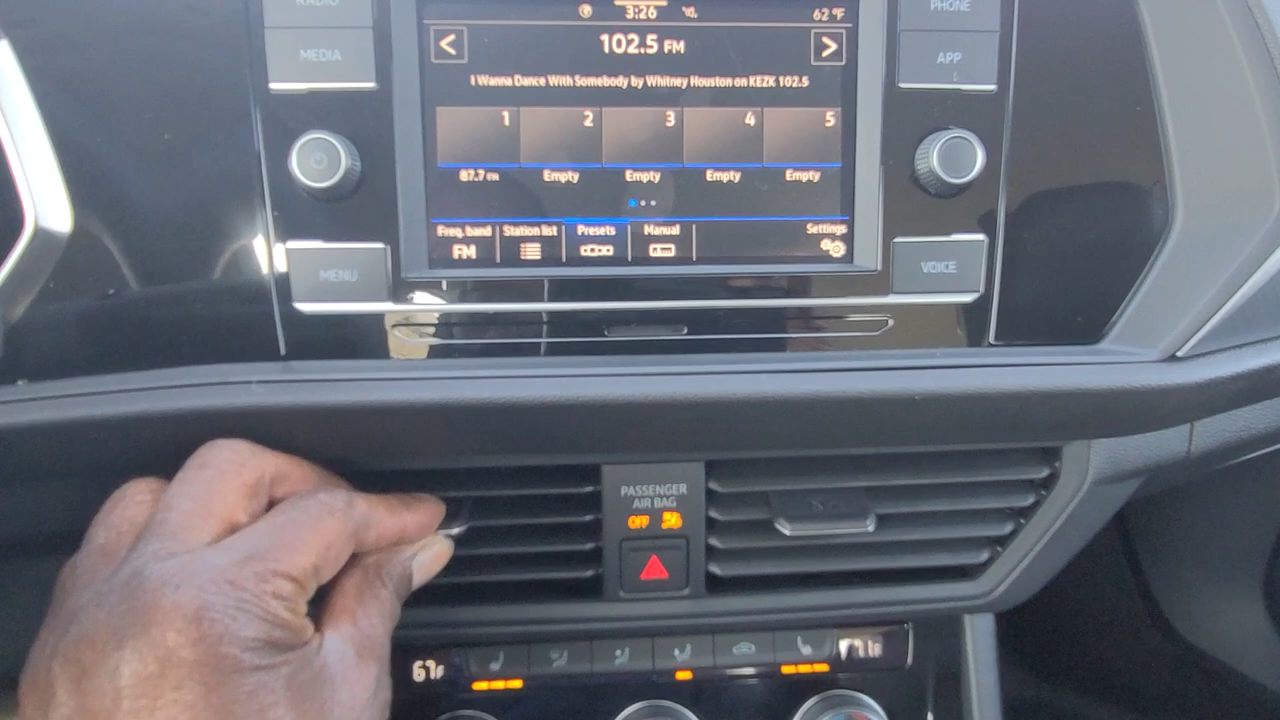 RADIO
MEDIA
MENU
3:26
62 °F
<
102.5 FM
>
I Wanna Dance With Somebody by Whitney Houston on KEZK 102.5
1 2 3 4 5
87.7 FM Empty Empty Empty Empty
Freq. band Station list Presets Manual Settings
FM
PHONE
APP
VOICE
PASSENGER
AIR BAG
OFF
67F